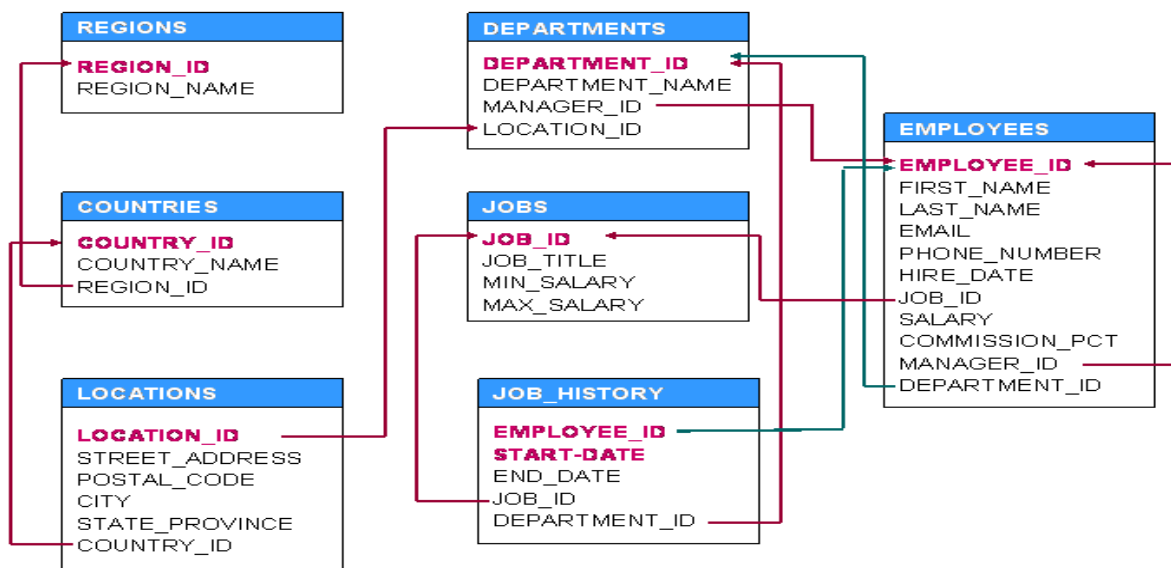 REGIONS
REGION_ID
REGION_NAME
COUNTRIES
COUNTRY_ID
COUNTRY_NAME
REGION_ID
LOCATIONS
LOCATION_ID
STREET_ADDRESS
POSTAL_CODE
CITY
STATE_PROVINCE
COUNTRY_ID
DEPARTMENTS
DEPARTMENT_ID
DEPARTMENT_NAME
MANAGER_ID
LOCATION_ID
JOBS
JOB_ID
JOB_TITLE
MIN_SALARY
MAX_SALARY
JOB_HISTORY
EMPLOYEE_ID
START-DATE
END_DATE
JOB_ID
DEPARTMENT_ID
EMPLOYEES
EMPLOYEE_ID
FIRST_NAME
LAST_NAME
EMAIL
PHONE_NUMBER
HIRE_DATE
JOB_ID
SALARY
COMMISSION_PCT
MANAGER_ID
DEPARTMENT_ID